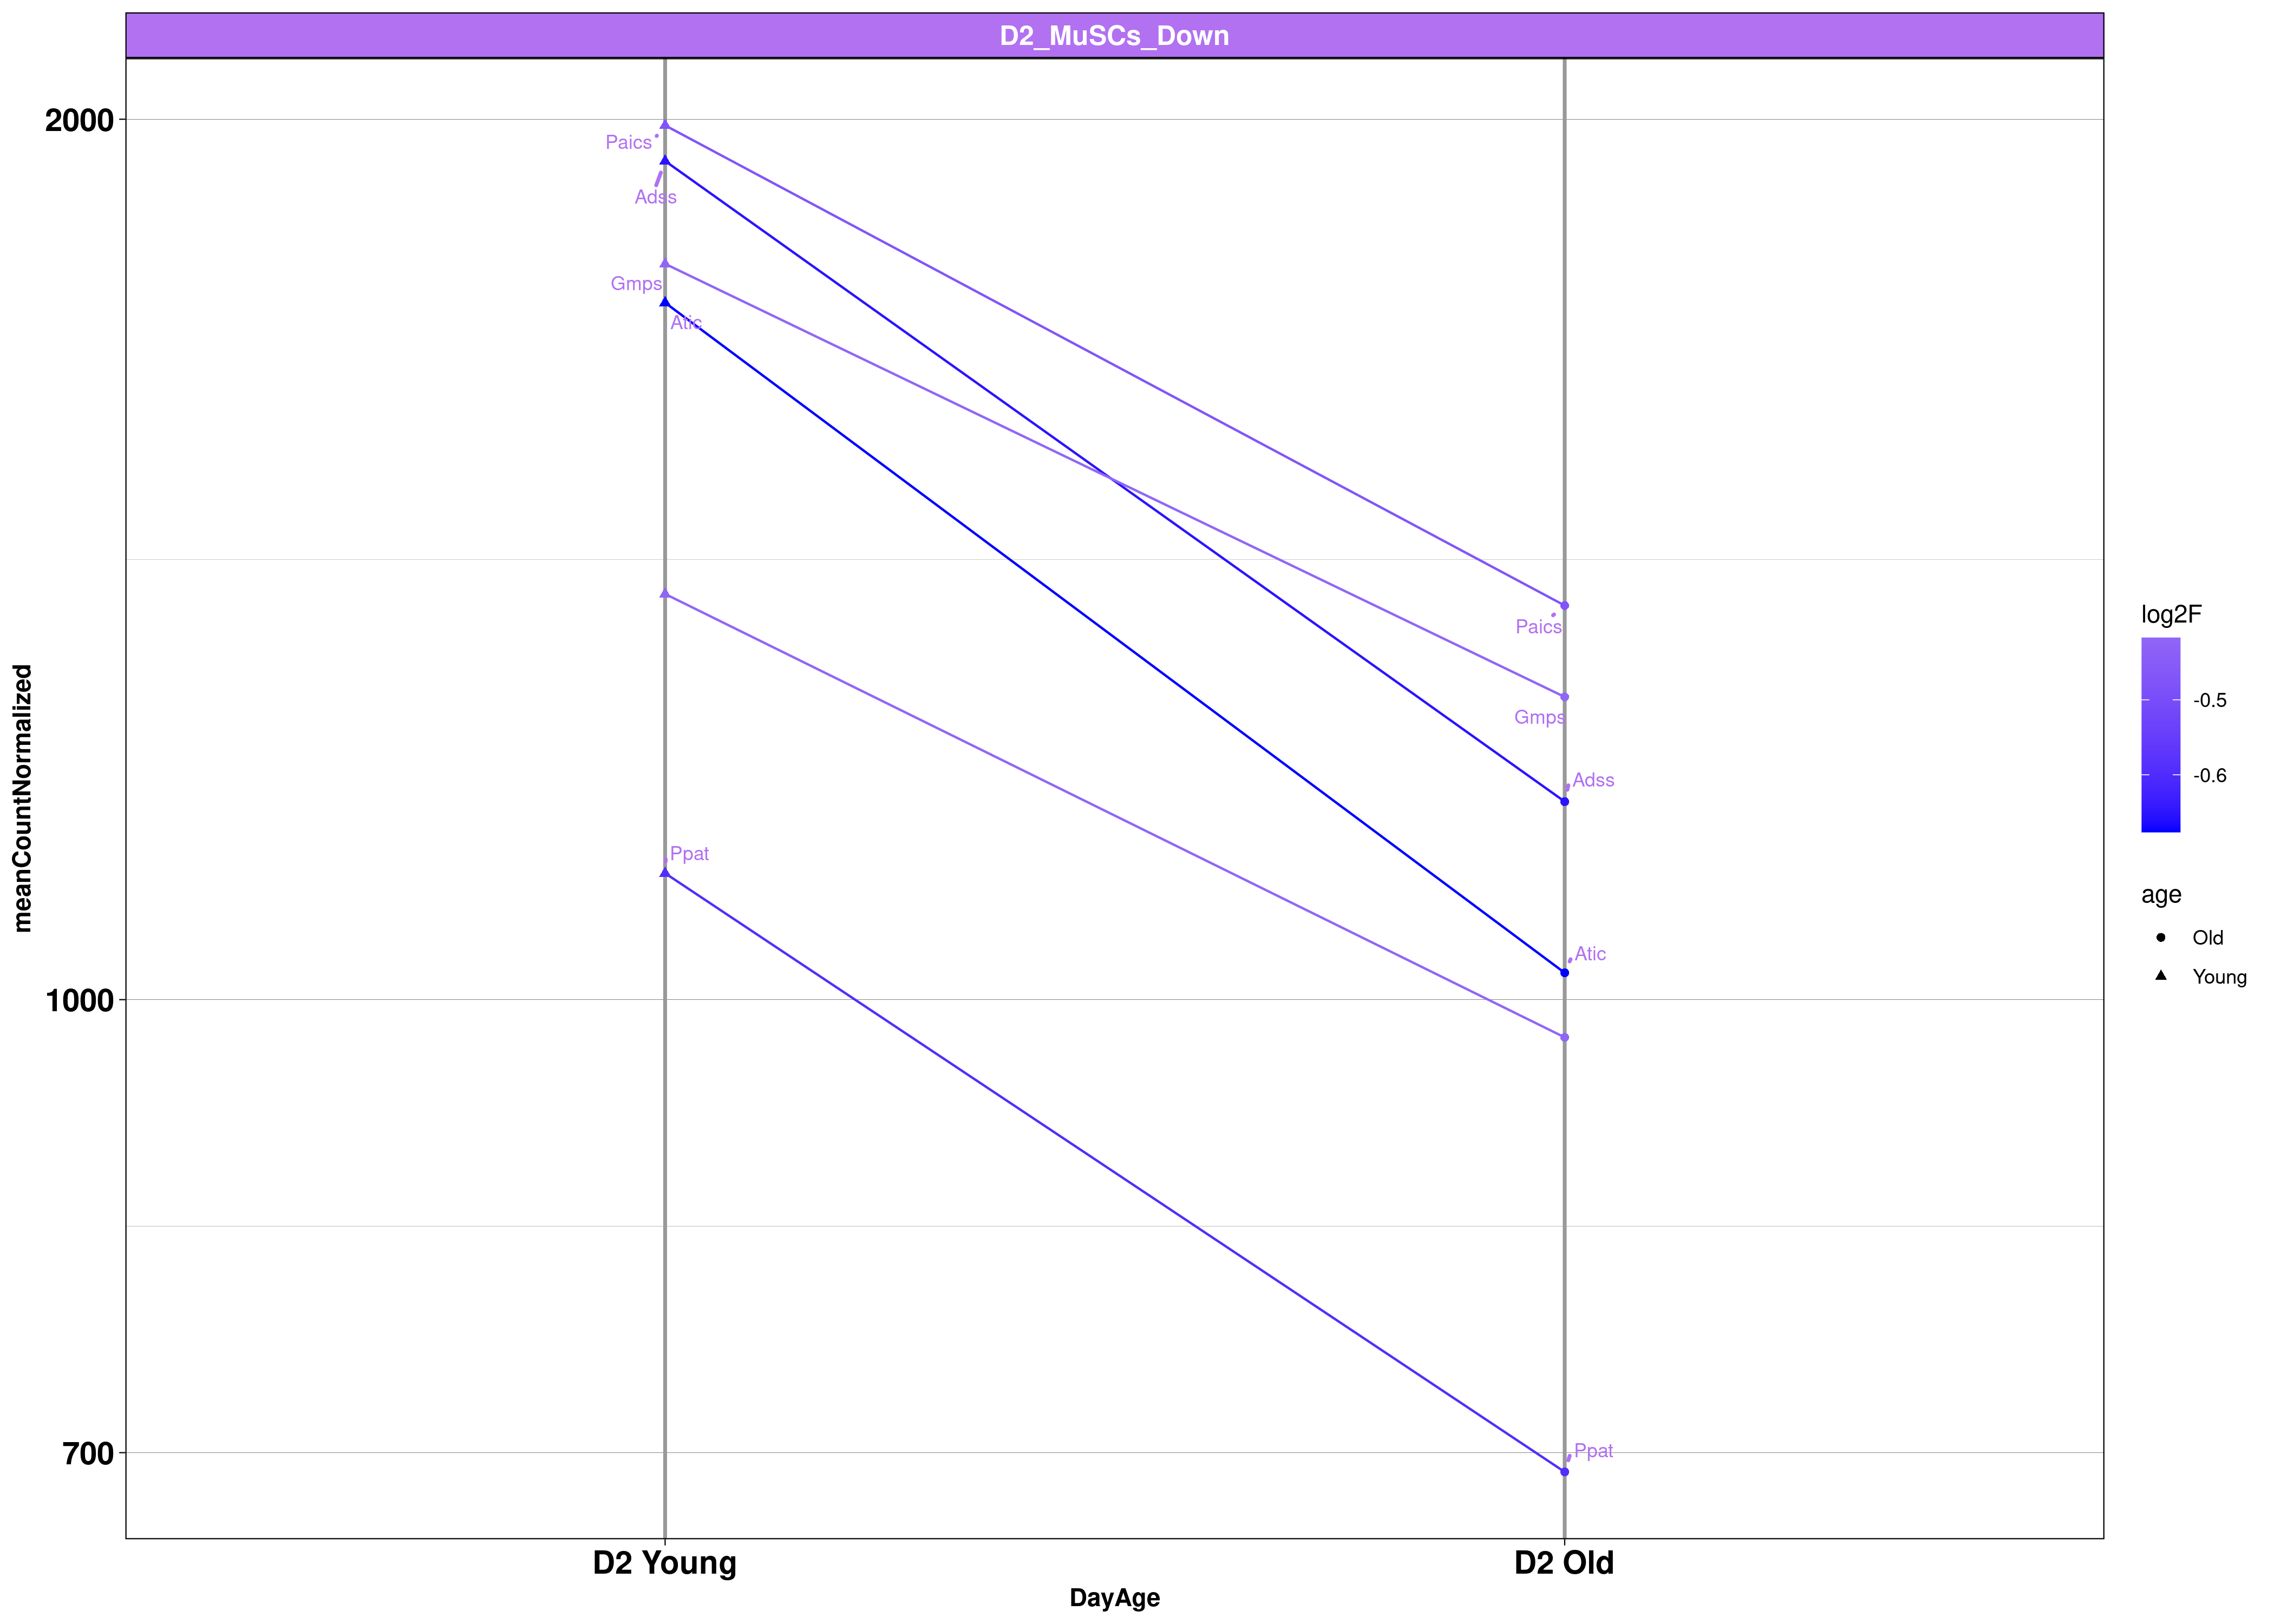 D2_MuSCs_Down
2000
Paics
Adss
Gmps
Atic
Paics
Gmps
Adss
Ppat
Atic
1000
Ppat
700
meanCountNormalized
D2 Young
D2 Old
DayAge
log2F
-0.5
-0.6
age
Old
Young